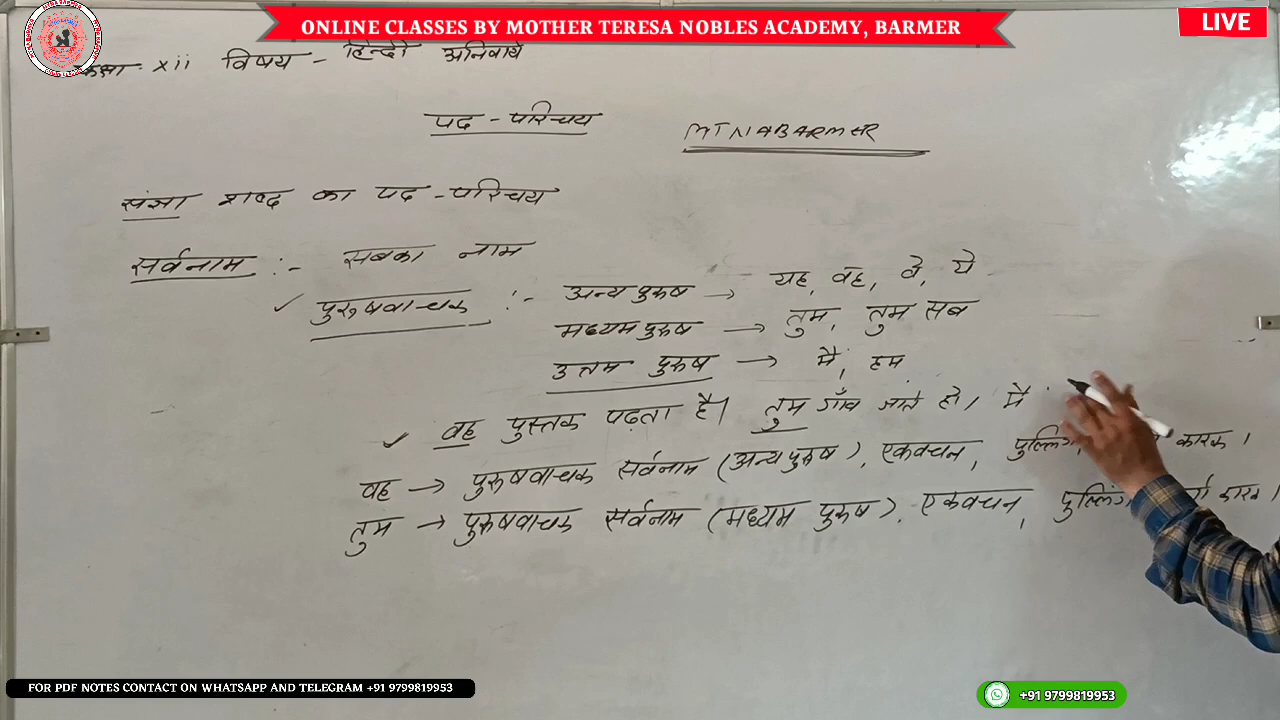 ONLINE CLASSES BY MOTHER TERESA NOBLES ACADEMY, BARMER
LIVE
कक्षा: xii विषय - हिन्दी अनिवार्य
पद - परिचय
MTNABARMER
संज्ञा शब्द का पद - परिचय
सर्वनाम :- सबका नाम
✓ पुरुषवाचक :- अन्य पुरुष → यह, वह, वे, ये
मध्यम पुरुष → तुम, तुम सब
उत्तम पुरुष → मैं, हम
✓ वह पुस्तक पढ़ता है। तुम गाँव जाते हो। मैं
वह → पुरुषवाचक सर्वनाम (अन्य पुरुष), एकवचन, पुल्लिंग, कारक।
तुम → पुरुषवाचक सर्वनाम (मध्यम पुरुष), एकवचन, पुल्लिंग कारक।
FOR PDF NOTES CONTACT ON WHATSAPP AND TELEGRAM +91 9799819953
+91 9799819953